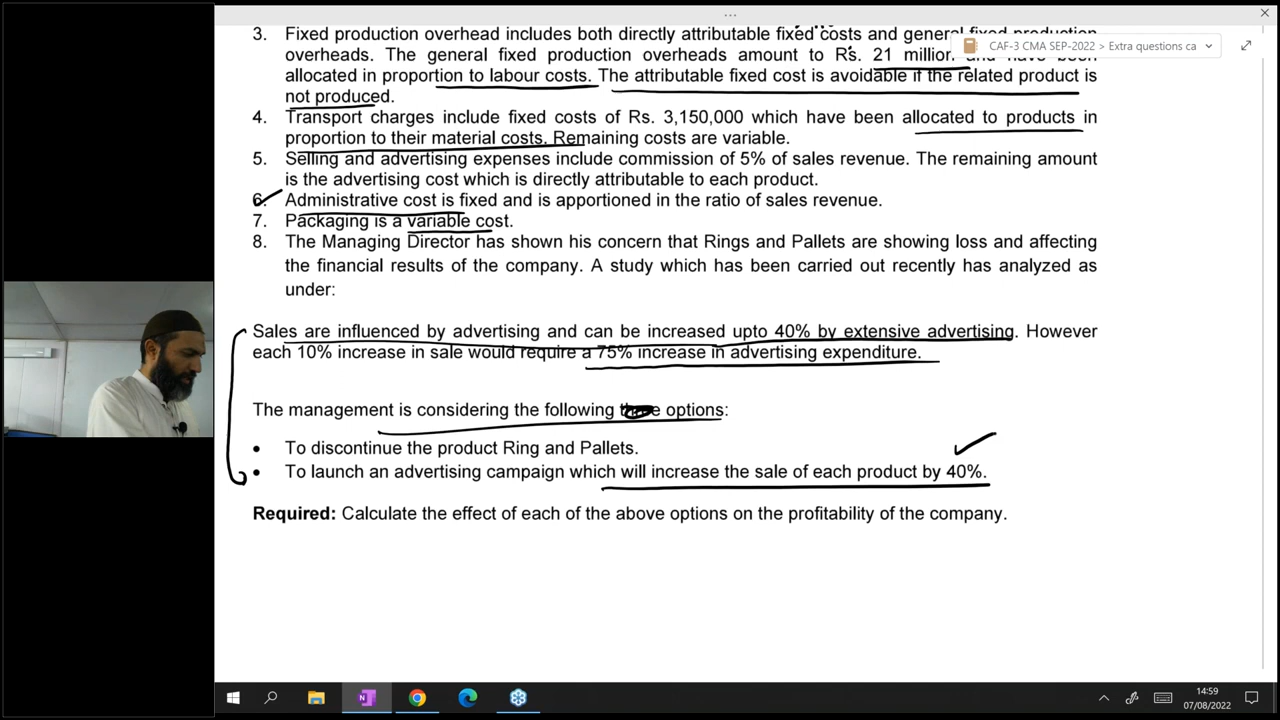 3. Fixed production overhead includes both directly attributable fixed costs and general fixed production
CAF-3 CMA SEP-2022 > Extra questions ca
overheads. The general fixed production overheads amount to Rs. 21 million and have been
allocated in proportion to labour costs. The attributable fixed cost is avoidable if the related product is
not produced.
4. Transport charges include fixed costs of Rs. 3,150,000 which have been allocated to products in
proportion to their material costs. Remaining costs are variable.
5. Selling and advertising expenses include commission of 5% of sales revenue. The remaining amount
is the advertising cost which is directly attributable to each product.
6. Administrative cost is fixed and is apportioned in the ratio of sales revenue.
7. Packaging is a variable cost.
8. The Managing Director has shown his concern that Rings and Pallets are showing loss and affecting
the financial results of the company. A study which has been carried out recently has analyzed as
under:
Sales are influenced by advertising and can be increased upto 40% by extensive advertising. However
each 10% increase in sale would require a 75% increase in advertising expenditure.
The management is considering the following options:
• To discontinue the product Ring and Pallets.
• To launch an advertising campaign which will increase the sale of each product by 40%.
Required: Calculate the effect of each of the above options on the profitability of the company.
14:59
07/08/2022